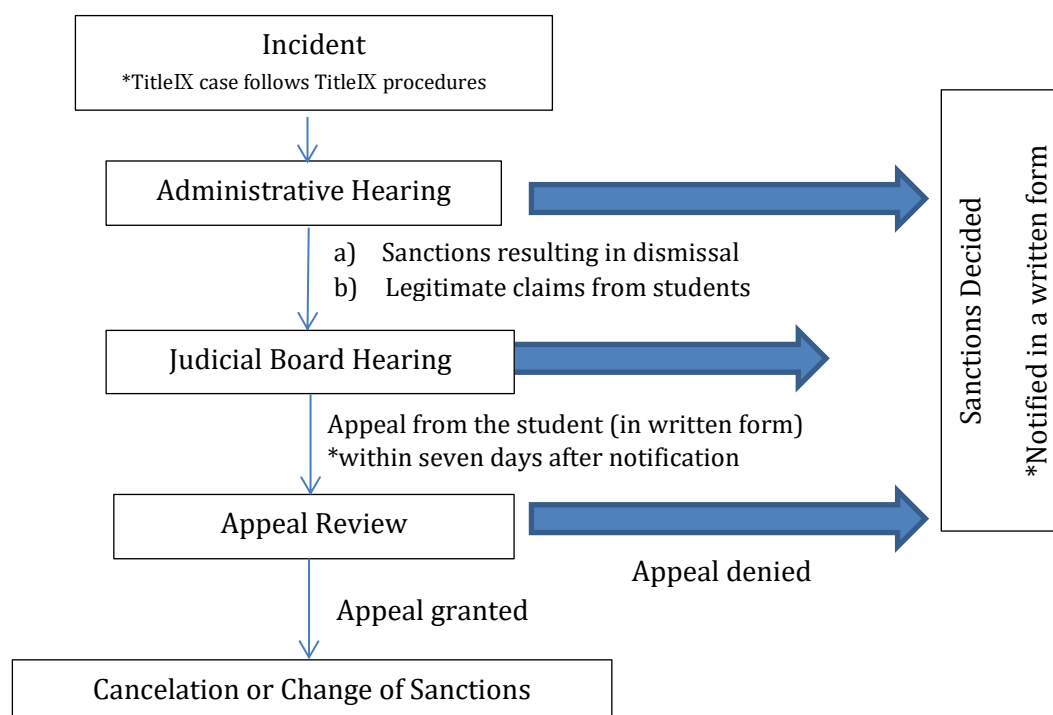 Incident
*TitleIX case follows TitleIX procedures
Administrative Hearing
a) Sanctions resulting in dismissal
b) Legitimate claims from students
Judicial Board Hearing
Appeal from the student (in written form)
*within seven days after notification
Appeal Review
Appeal denied
Appeal granted
Cancelation or Change of Sanctions
Sanctions Decided
*Notified in a written form